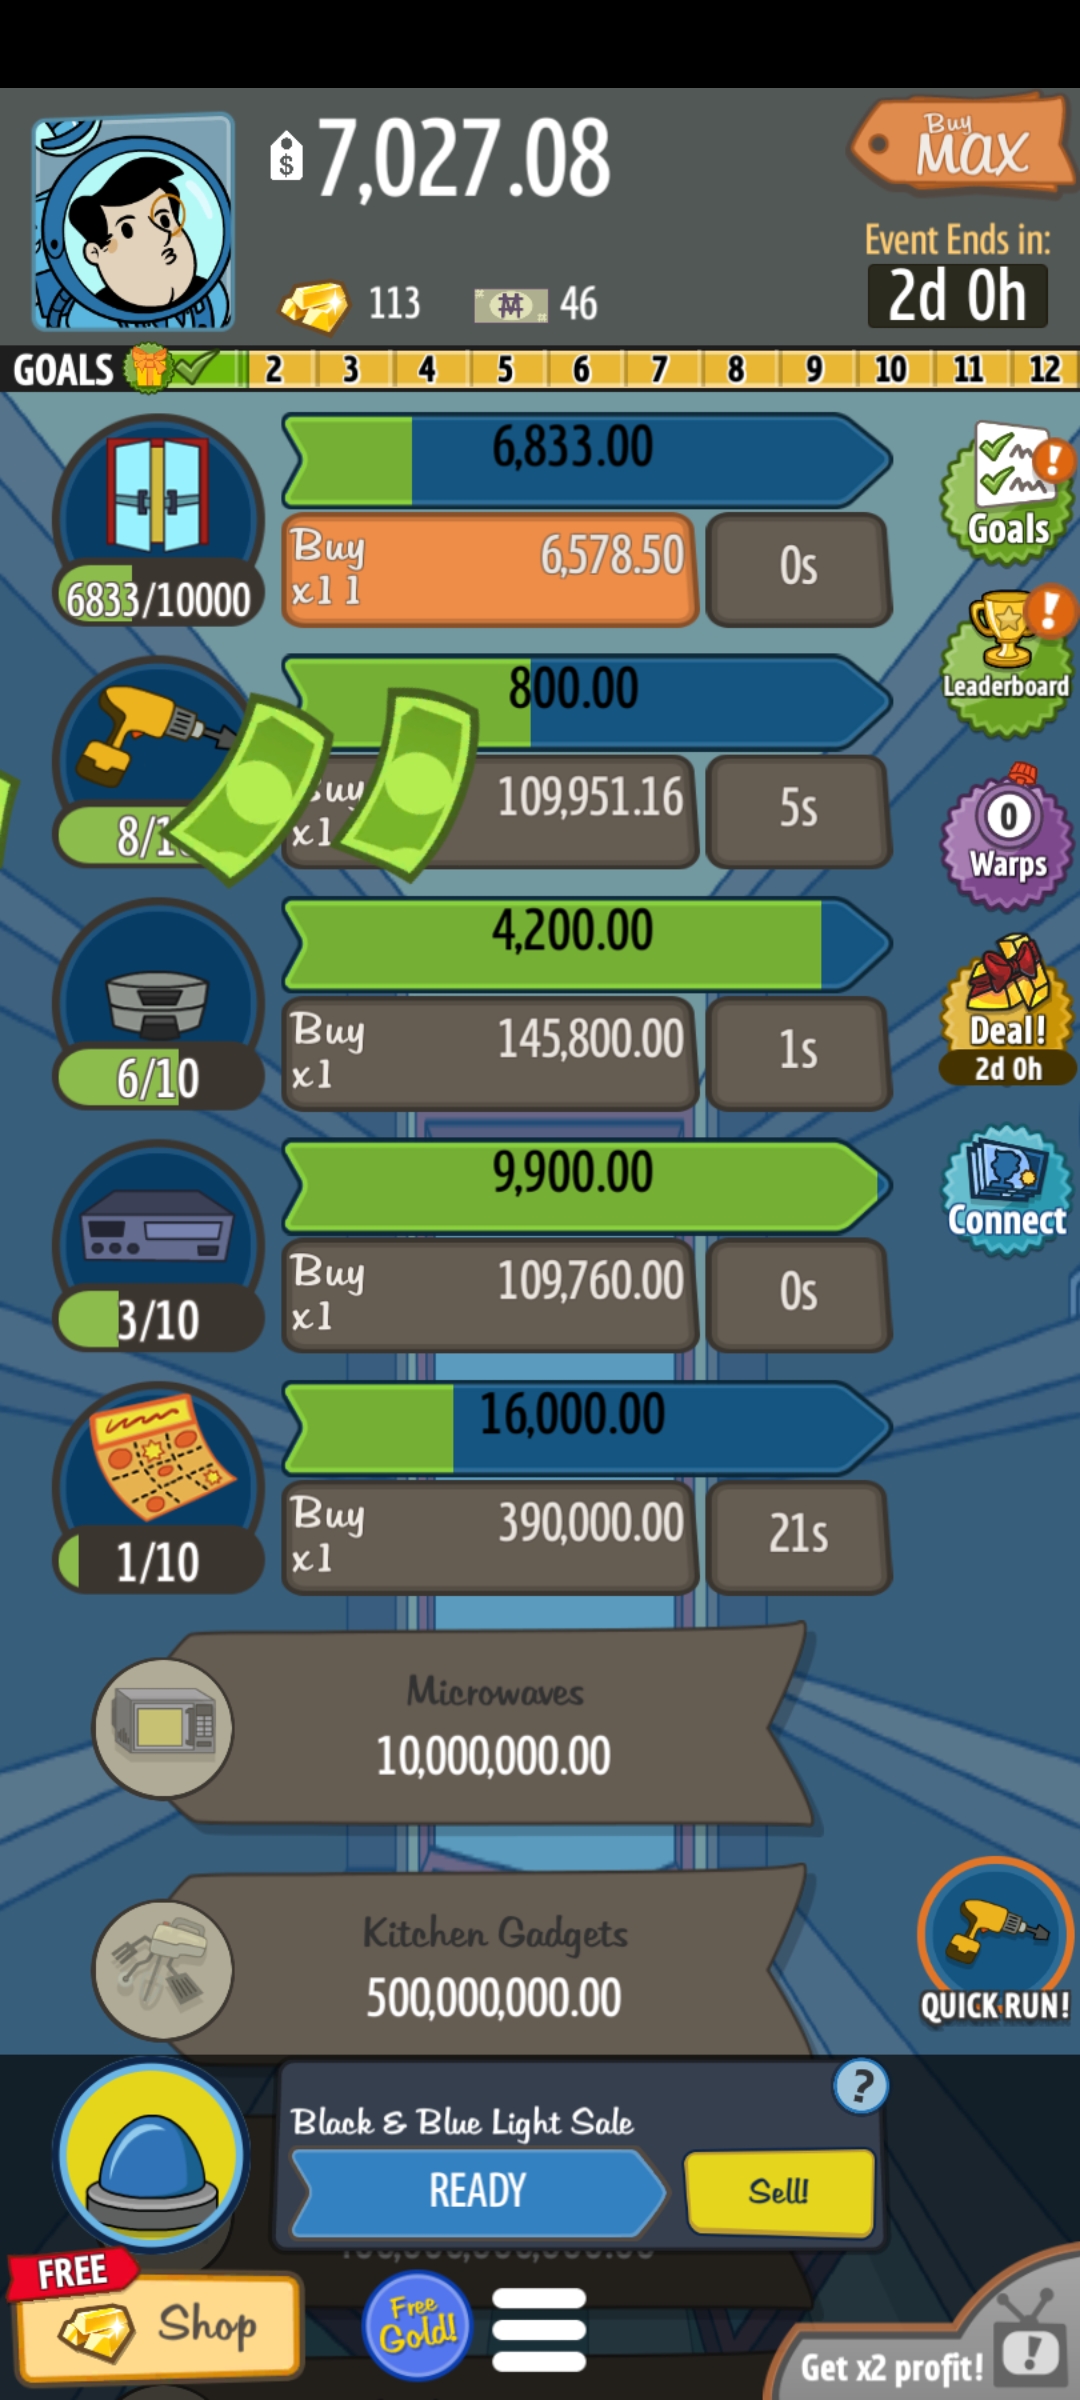 $ 7,027.08
Buy
MAX
Event Ends in:
2d 0h
113
46
GOALS 2 3 4 5 6 7 8 9 10 11 12
6,833.00
6833/10000
Buy
x11
6,578.50
0s
Goals
800.00
8/1
Buy
x1
109,951.16
5s
Leaderboard
4,200.00
6/10
Buy
x1
145,800.00
1s
0
Warps
Deal!
2d 0h
9,900.00
3/10
Buy
x1
109,760.00
0s
Connect
16,000.00
1/10
Buy
x1
390,000.00
21s
Microwaves
10,000,000.00
Kitchen Gadgets
500,000,000.00
QUICK RUN!
?
Black & Blue Light Sale
READY
Sell!
FREE
Shop
Free
Gold!
Get x2 profit!